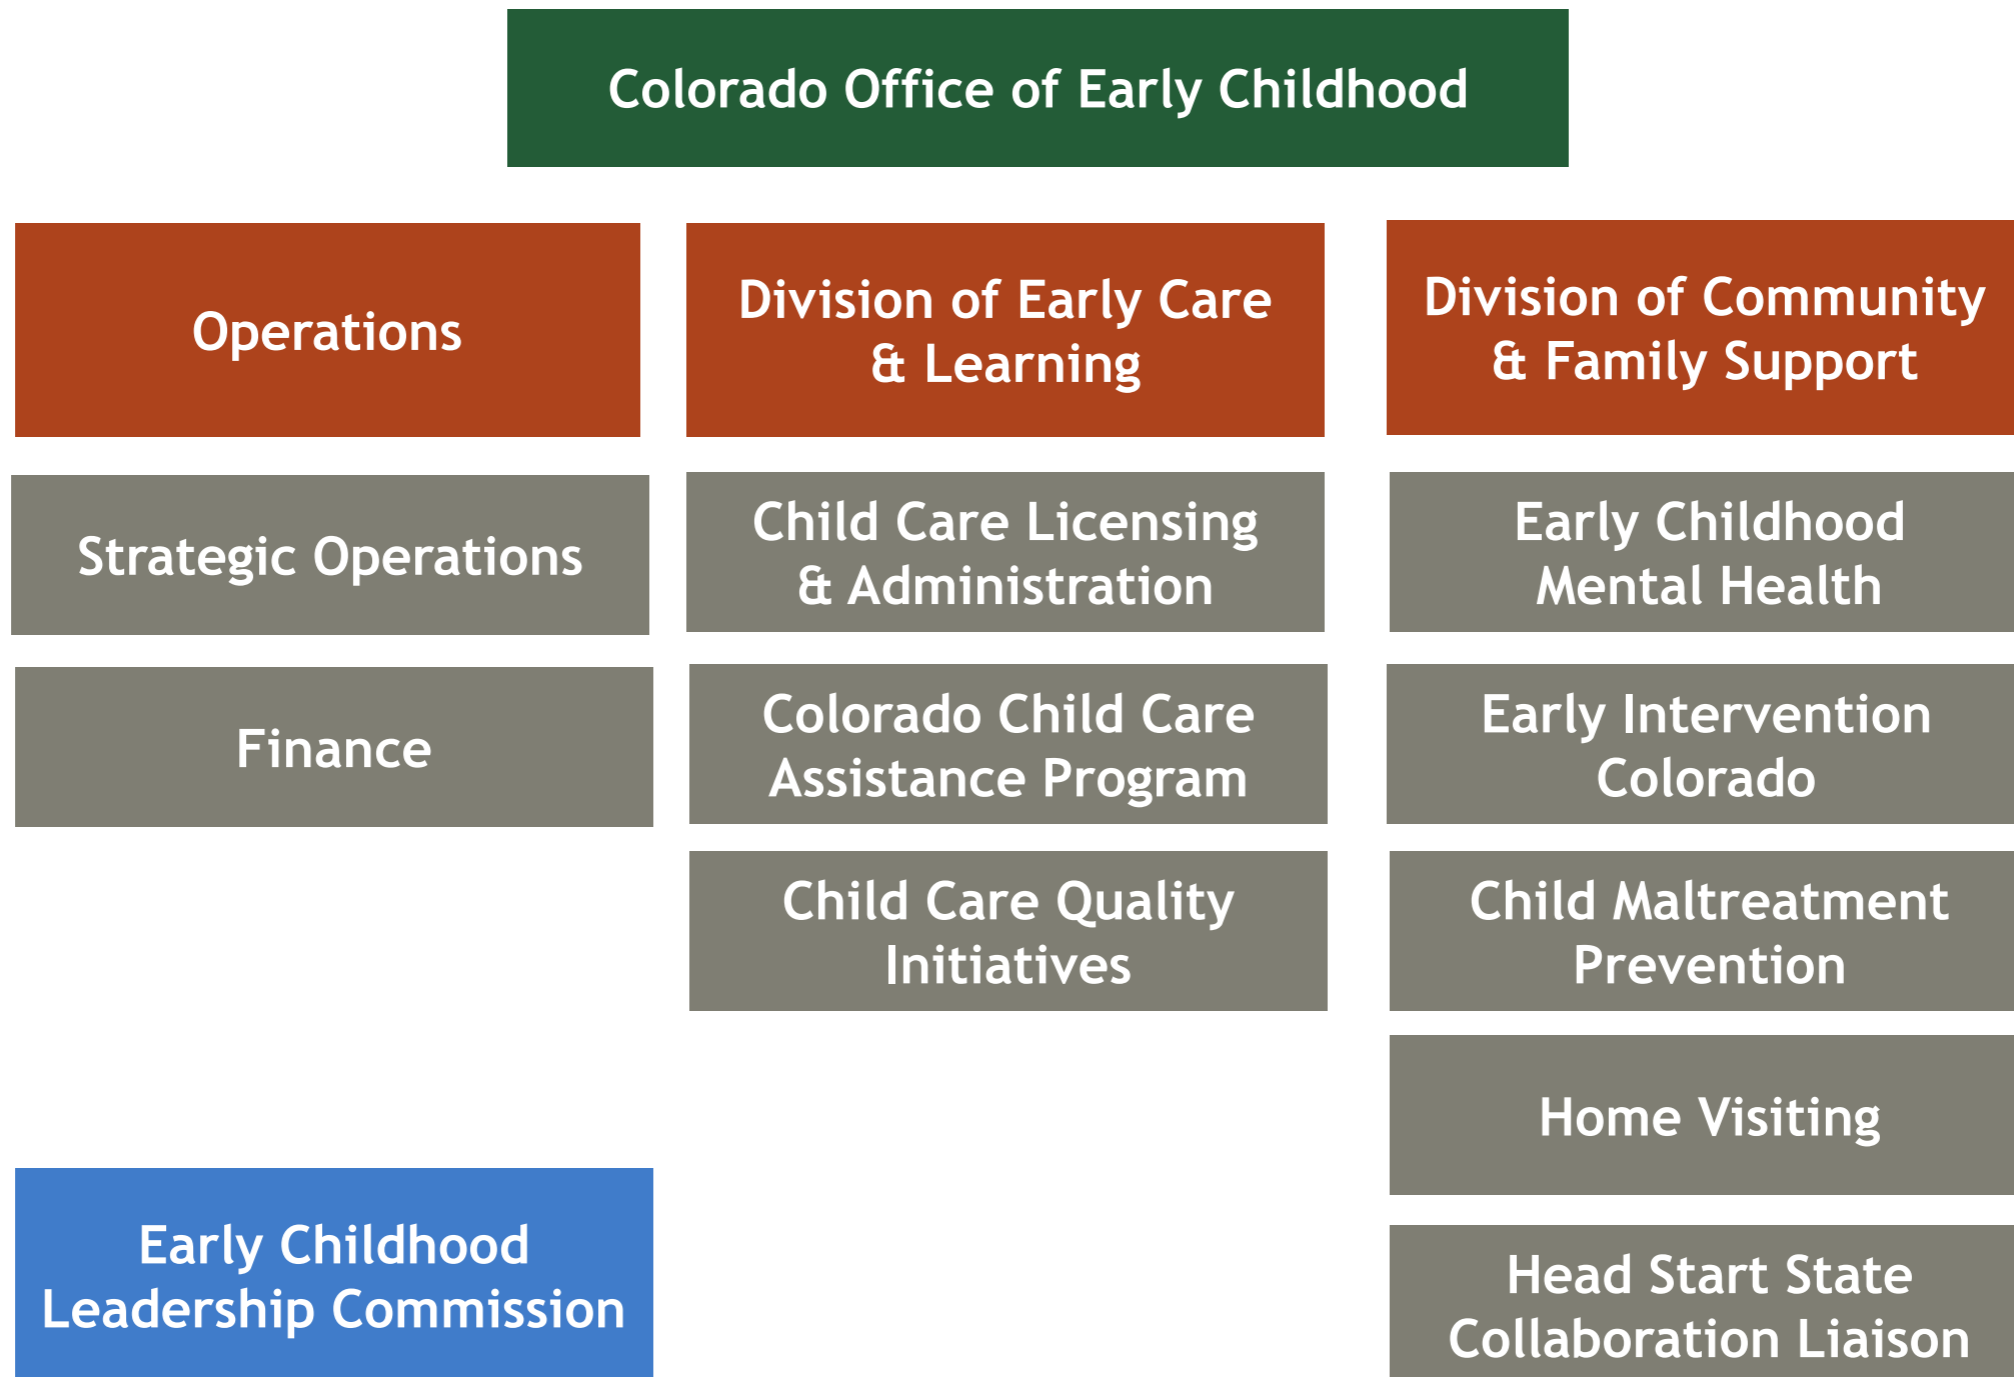 Colorado Office of Early Childhood
Operations
Strategic Operations
Finance
Early Childhood
Leadership Commission
Division of Early Care
& Learning
Child Care Licensing
& Administration
Colorado Child Care
Assistance Program
Child Care Quality
Initiatives
Division of Community
& Family Support
Early Childhood
Mental Health
Early Intervention
Colorado
Child Maltreatment
Prevention
Home Visiting
Head Start State
Collaboration Liaison